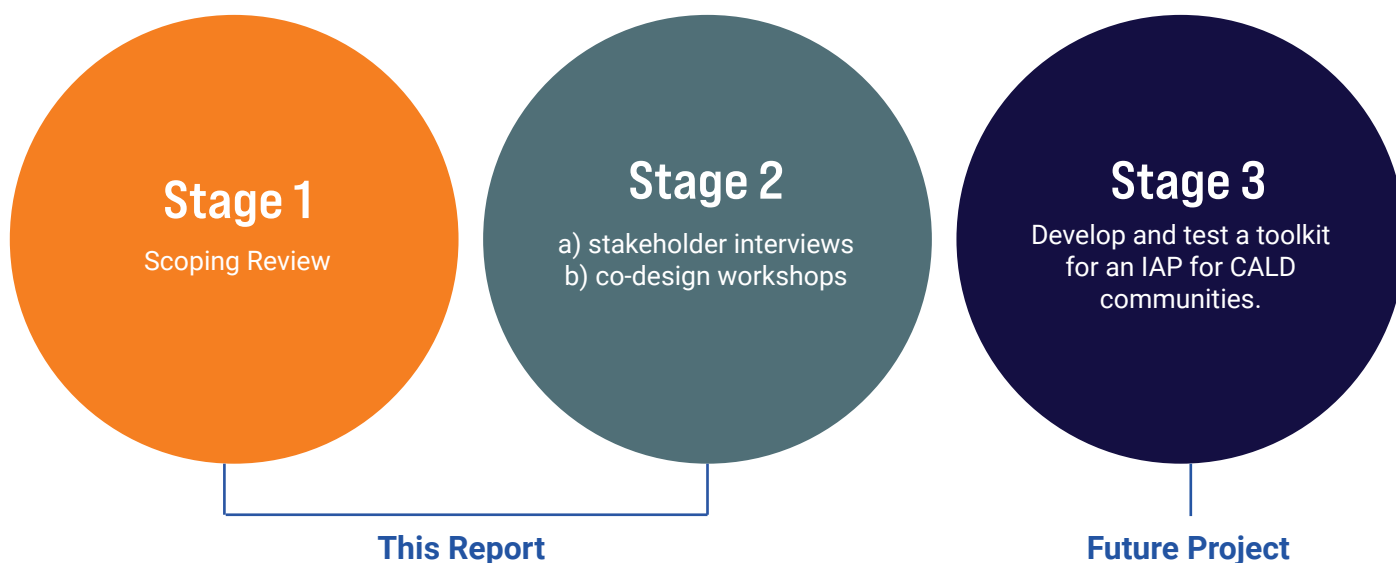 Stage 1
Scoping Review
Stage 2
a) stakeholder interviews
b) co-design workshops
Stage 3
Develop and test a toolkit
for an IAP for CALD
communities.
This Report
Future Project